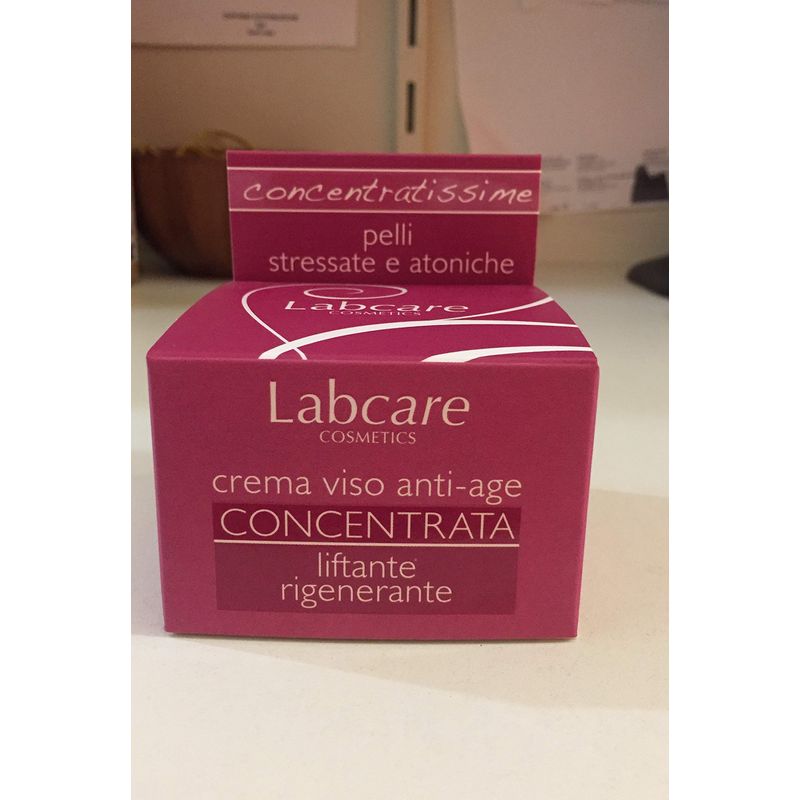 concentratissime
pelli
stressate e atoniche
Labcare
COSMETICS
Labcare
COSMETICS
crema viso anti-age
CONCENTRATA
liftante
rigenerante